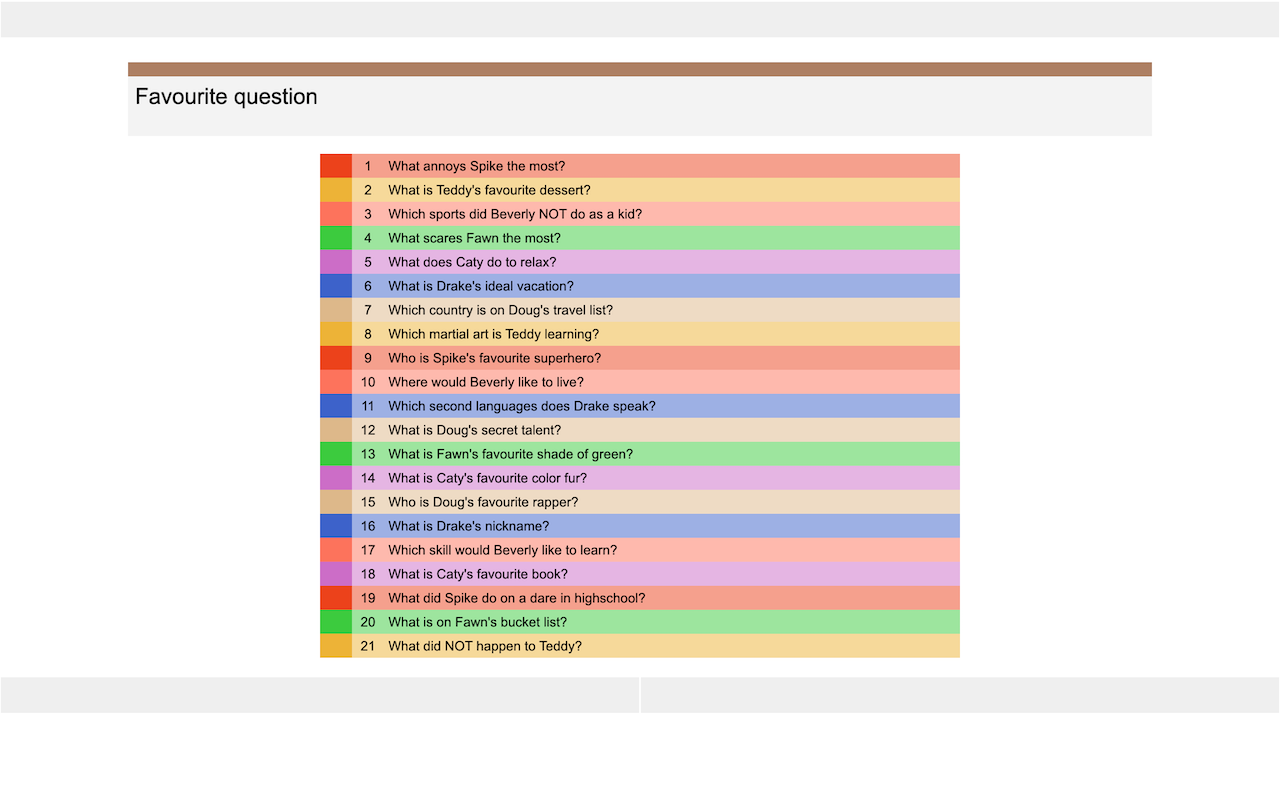 Favourite question
1 What annoys Spike the most?
2 What is Teddy's favourite dessert?
3 Which sports did Beverly NOT do as a kid?
4 What scares Fawn the most?
5 What does Caty do to relax?
6 What is Drake's ideal vacation?
7 Which country is on Doug's travel list?
8 Which martial art is Teddy learning?
9 Who is Spike's favourite superhero?
10 Where would Beverly like to live?
11 Which second languages does Drake speak?
12 What is Doug's secret talent?
13 What is Fawn's favourite shade of green?
14 What is Caty's favourite color fur?
15 Who is Doug's favourite rapper?
16 What is Drake's nickname?
17 Which skill would Beverly like to learn?
18 What is Caty's favourite book?
19 What did Spike do on a dare in highschool?
20 What is on Fawn's bucket list?
21 What did NOT happen to Teddy?